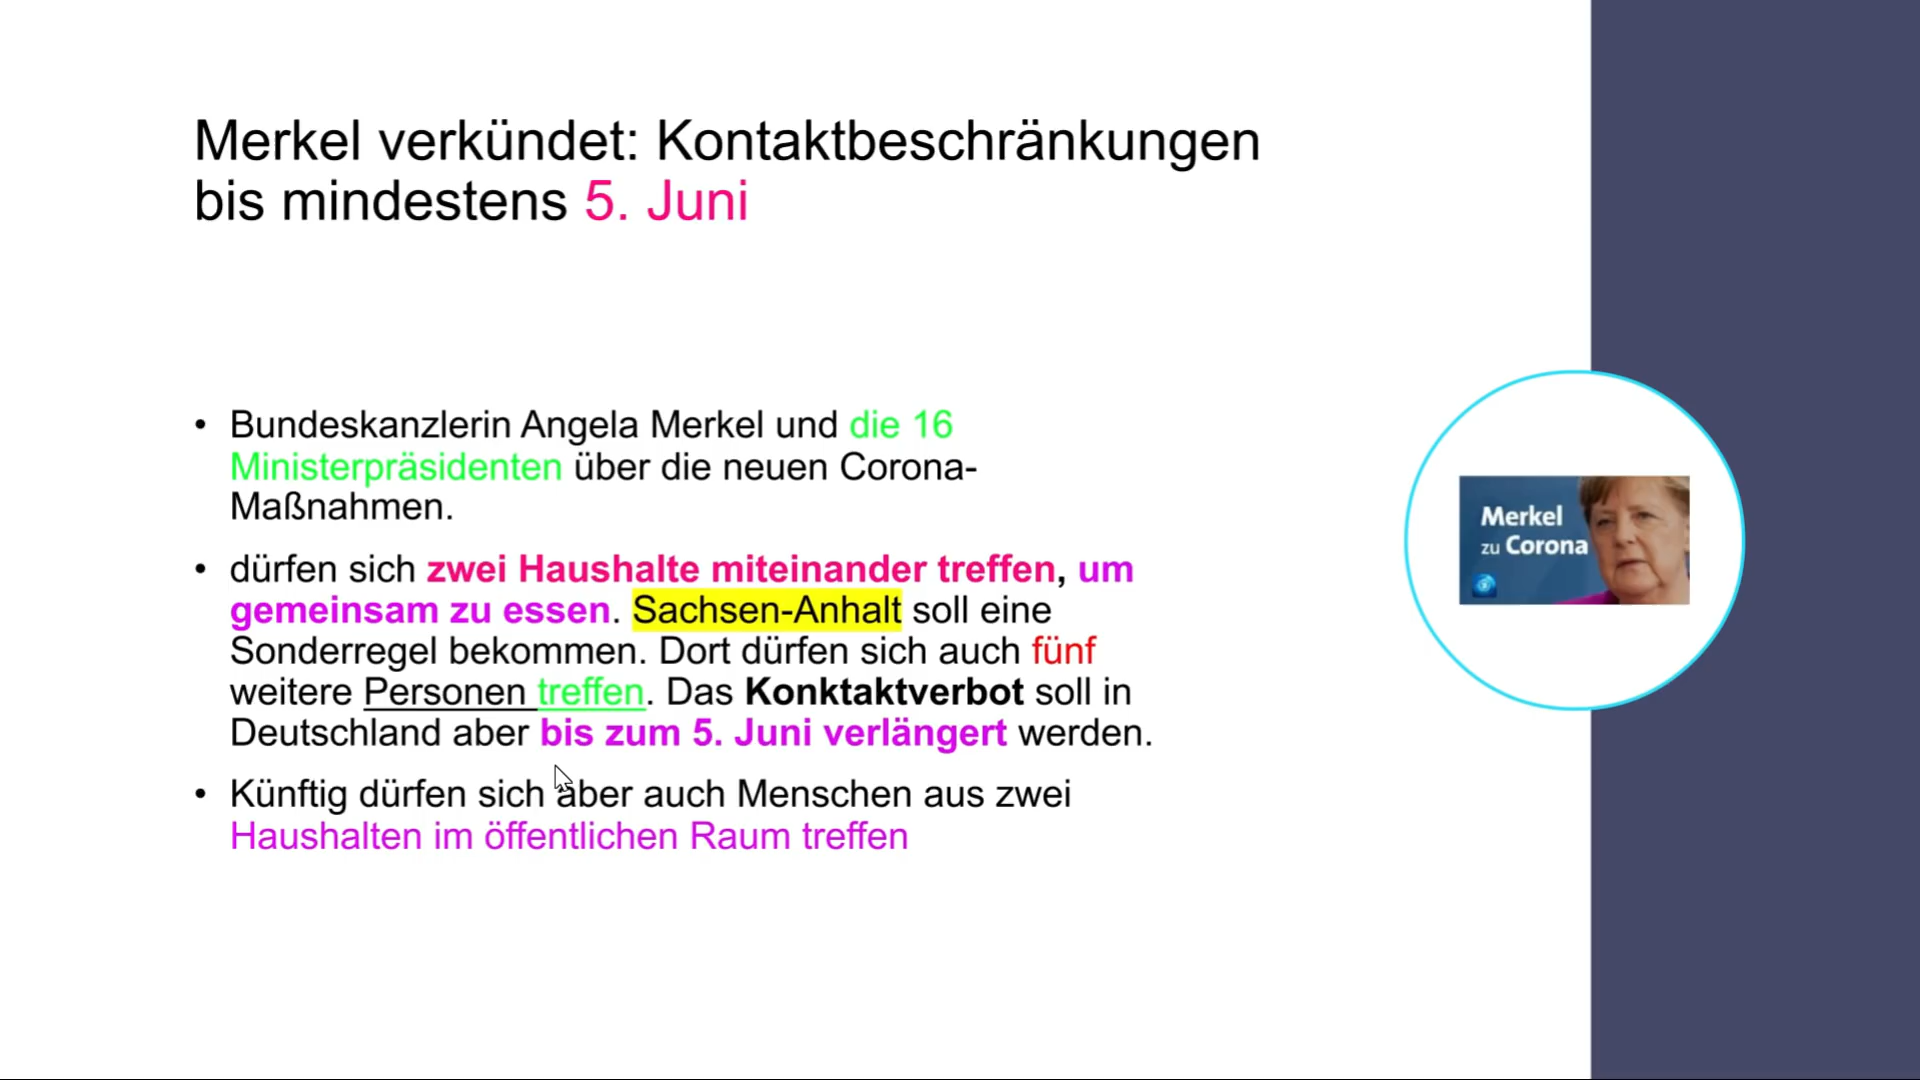 Merkel verkündet: Kontaktbeschränkungen
bis mindestens 5. Juni
• Bundeskanzlerin Angela Merkel und die 16
Ministerpräsidenten über die neuen Corona-
Maßnahmen.
• dürfen sich zwei Haushalte miteinander treffen, um
gemeinsam zu essen. Sachsen-Anhalt soll eine
Sonderregel bekommen. Dort dürfen sich auch fünf
weitere Personen treffen. Das Konktaktverbot soll in
Deutschland aber bis zum 5. Juni verlängert werden.
• Künftig dürfen sich aber auch Menschen aus zwei
Haushalten im öffentlichen Raum treffen
Merkel
zu Corona